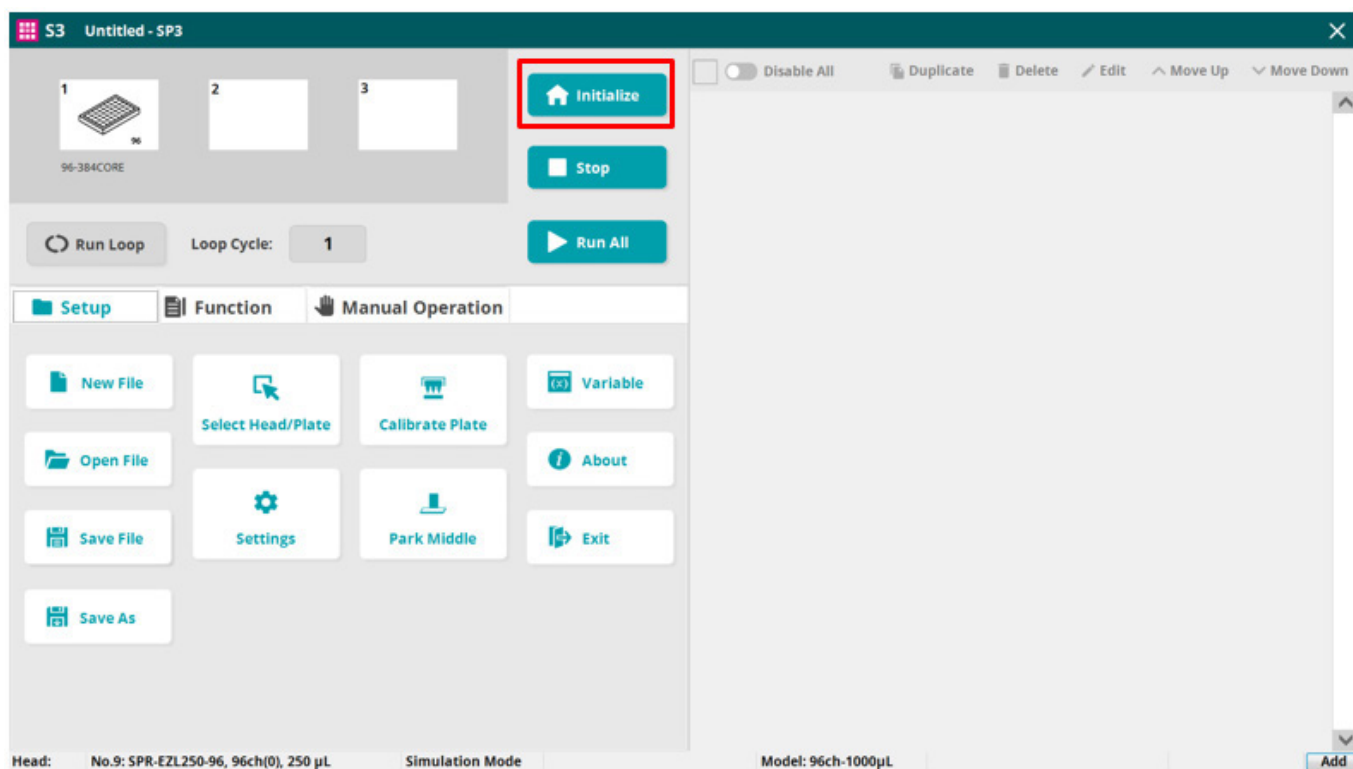 S3 Untitled - SP3
Disable All Duplicate Delete Edit Move Up Move Down
1 2 3
96
96-384CORE
Initialize
Stop
Run Loop Loop Cycle: 1 Run All
Setup Function Manual Operation
New File
Select Head/Plate
Calibrate Plate
Variable
Open File
About
Save File
Settings
Park Middle
Exit
Save As
Head: No.9: SPR-EZL250-96, 96ch(0), 250 µL Simulation Mode Model: 96ch-1000µL Add